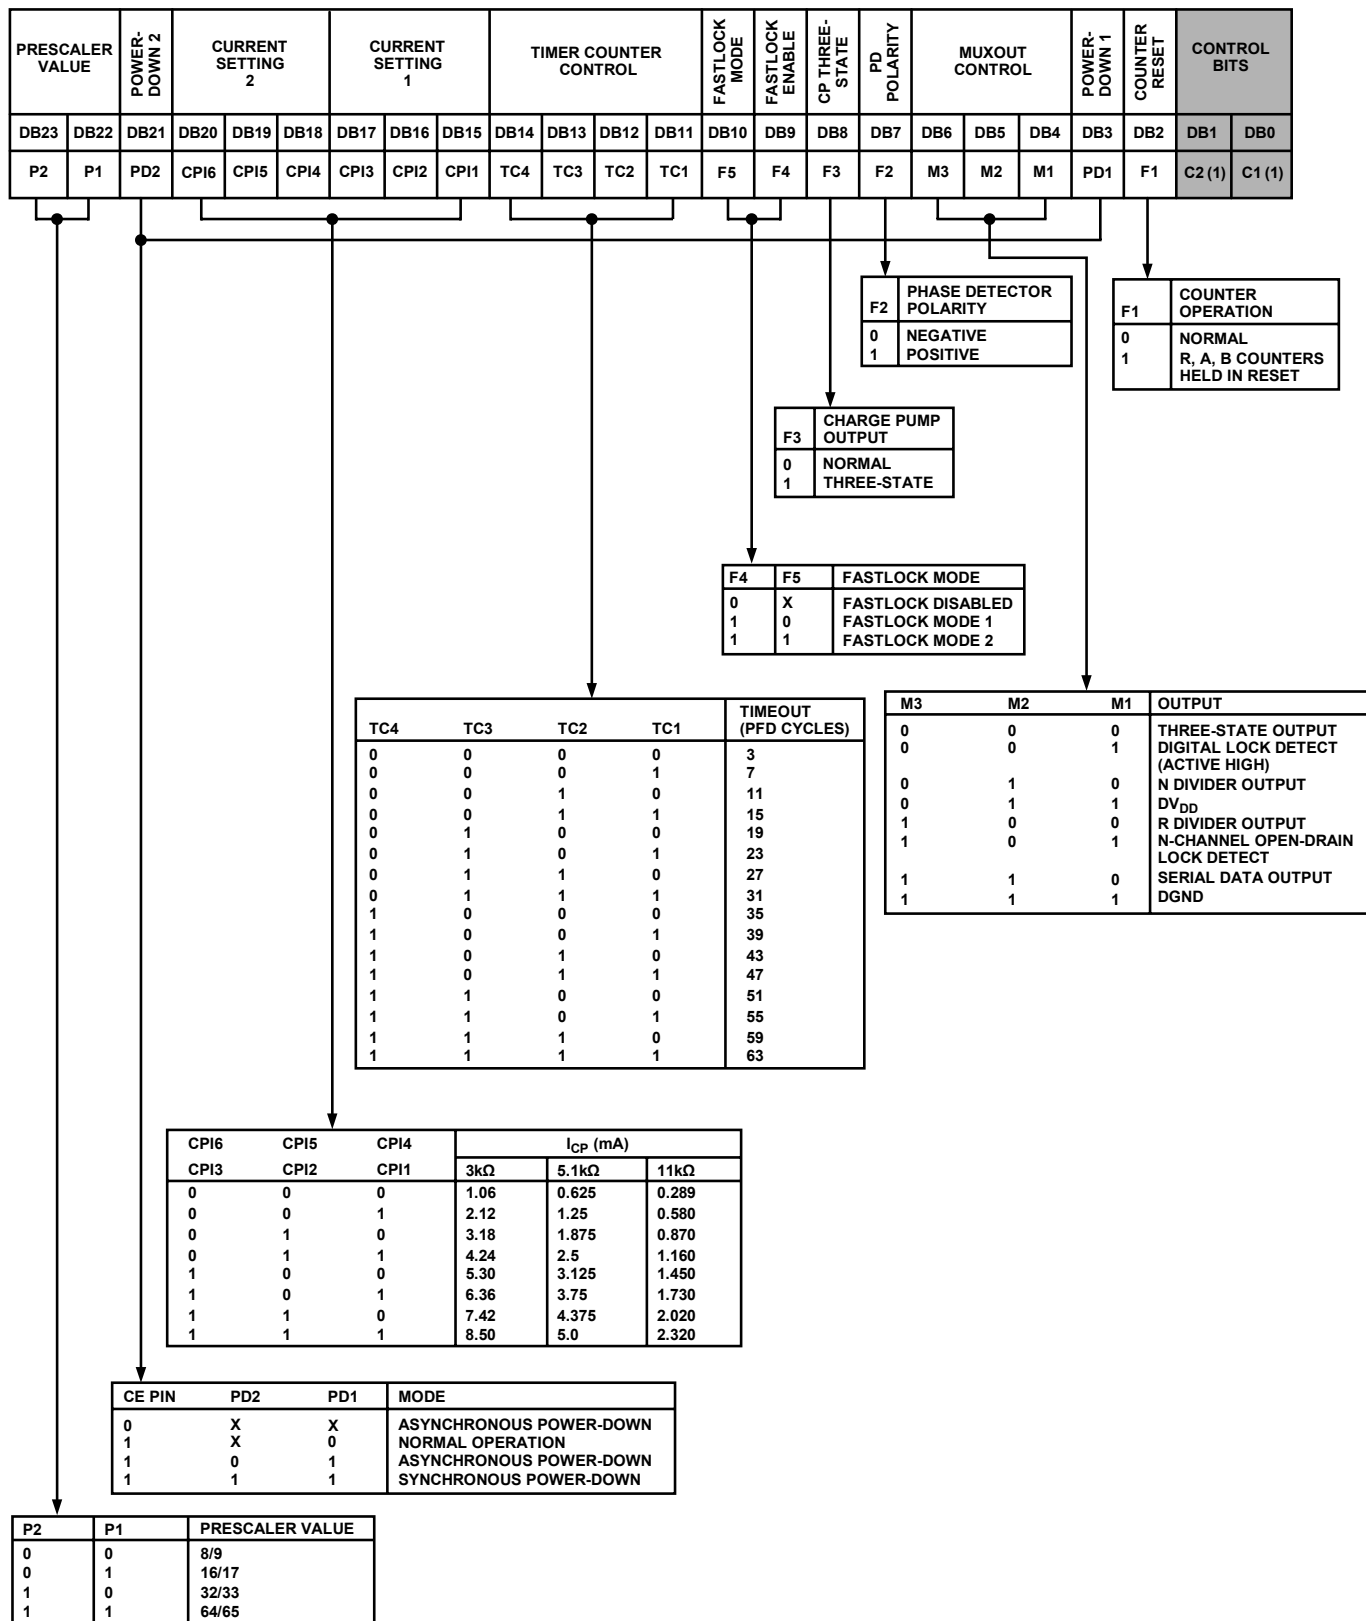 PRESCALER VALUE POWER-DOWN 2 CURRENT SETTING 2 CURRENT SETTING 1 TIMER COUNTER CONTROL FASTLOCK MODE FASTLOCK ENABLE CP THREE-STATE PD POLARITY MUXOUT CONTROL POWER-DOWN 1 COUNTER RESET CONTROL BITS
DB23 DB22 DB21 DB20 DB19 DB18 DB17 DB16 DB15 DB14 DB13 DB12 DB11 DB10 DB9 DB8 DB7 DB6 DB5 DB4 DB3 DB2 DB1 DB0
P2 P1 PD2 CPI6 CPI5 CPI4 CPI3 CPI2 CPI1 TC4 TC3 TC2 TC1 F5 F4 F3 F2 M3 M2 M1 PD1 F1 C2 (1) C1 (1)
F2 PHASE DETECTOR POLARITY
0 NEGATIVE
1 POSITIVE
F1 COUNTER OPERATION
0 NORMAL
1 R, A, B COUNTERS HELD IN RESET
F3 CHARGE PUMP OUTPUT
0 NORMAL
1 THREE-STATE
F4 F5 FASTLOCK MODE
0 X FASTLOCK DISABLED
1 0 FASTLOCK MODE 1
1 1 FASTLOCK MODE 2
TC4 TC3 TC2 TC1 TIMEOUT (PFD CYCLES)
0 0 0 0 3
0 0 0 1 7
0 0 1 0 11
0 0 1 1 15
0 1 0 0 19
0 1 0 1 23
0 1 1 0 27
0 1 1 1 31
1 0 0 0 35
1 0 0 1 39
1 0 1 0 43
1 0 1 1 47
1 1 0 0 51
1 1 0 1 55
1 1 1 0 59
1 1 1 1 63
M3 M2 M1 OUTPUT
0 0 0 THREE-STATE OUTPUT
0 0 1 DIGITAL LOCK DETECT
(ACTIVE HIGH)
0 1 0 N DIVIDER OUTPUT
0 1 1 DVDD
1 0 0 R DIVIDER OUTPUT
1 0 1 N-CHANNEL OPEN-DRAIN
LOCK DETECT
1 1 0 SERIAL DATA OUTPUT
1 1 1 DGND
CPI6 CPI5 CPI4 ICP (mA)
CPI3 CPI2 CPI1 3kΩ 5.1kΩ 11kΩ
0 0 0 1.06 0.625 0.289
0 0 1 2.12 1.25 0.580
0 1 0 3.18 1.875 0.870
0 1 1 4.24 2.5 1.160
1 0 0 5.30 3.125 1.450
1 0 1 6.36 3.75 1.730
1 1 0 7.42 4.375 2.020
1 1 1 8.50 5.0 2.320
CE PIN PD2 PD1 MODE
0 X X ASYNCHRONOUS POWER-DOWN
1 X 0 NORMAL OPERATION
1 0 1 ASYNCHRONOUS POWER-DOWN
1 1 1 SYNCHRONOUS POWER-DOWN
P2 P1 PRESCALER VALUE
0 0 8/9
0 1 16/17
1 0 32/33
1 1 64/65